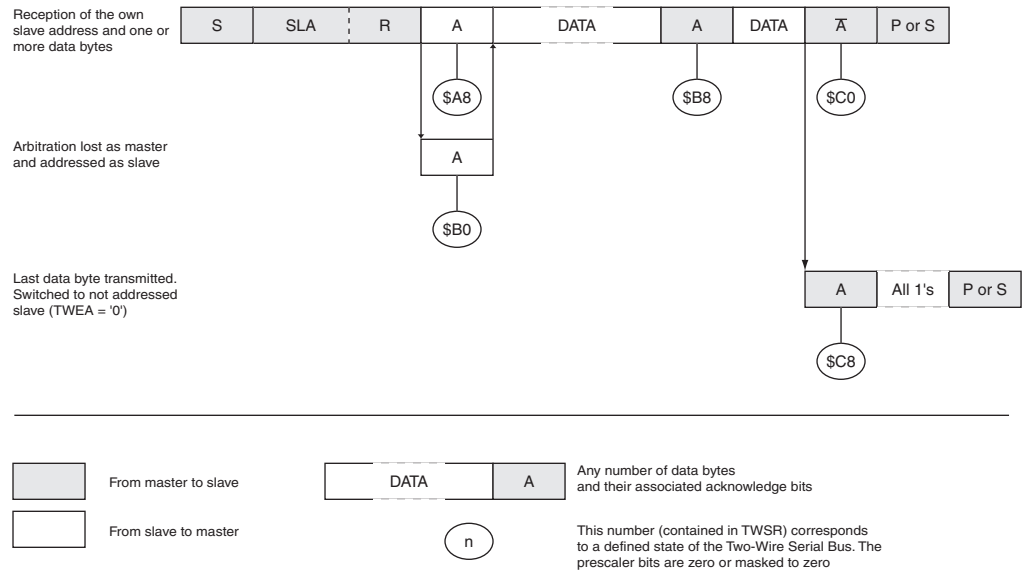 Reception of the own
slave address and one or
more data bytes
S SLA R A DATA A DATA A̅ P or S
$A8 $B8 $C0
Arbitration lost as master
and addressed as slave
A
$B0
Last data byte transmitted.
Switched to not addressed
slave (TWEA = '0')
A All 1's P or S
$C8
From master to slave
DATA A
Any number of data bytes
and their associated acknowledge bits
From slave to master
n
This number (contained in TWSR) corresponds
to a defined state of the Two-Wire Serial Bus. The
prescaler bits are zero or masked to zero